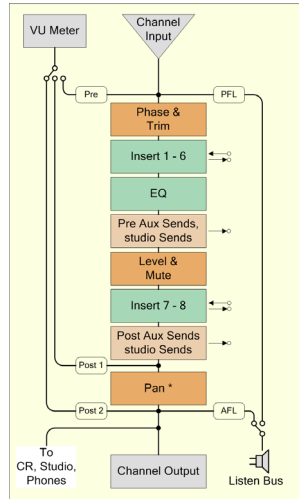 VU Meter
Channel
Input
Pre
PFL
Phase &
Trim
Insert 1 - 6
EQ
Pre Aux Sends,
studio Sends
Level &
Mute
Insert 7 - 8
Post Aux Sends
studio Sends
Post 1
Pan *
Post 2
AFL
To
CR, Studio,
Phones
Channel Output
Listen Bus